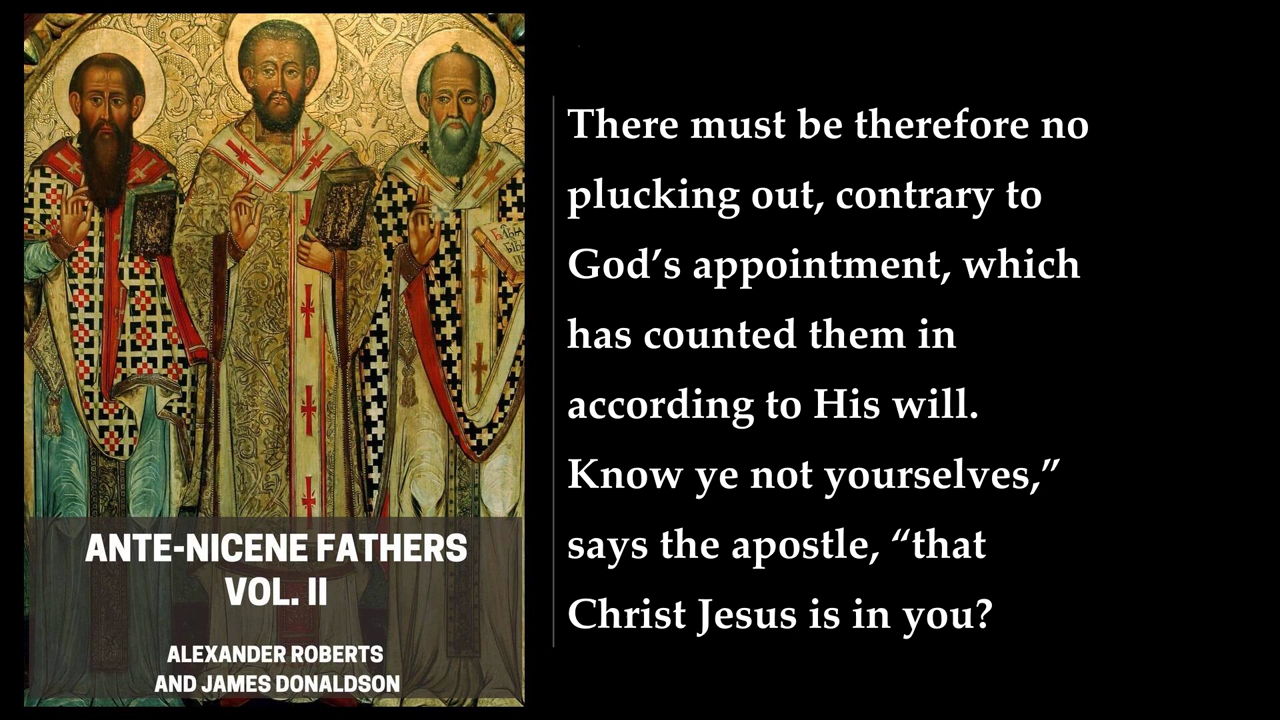 There must be therefore no
plucking out, contrary to
God’s appointment, which
has counted them in
according to His will.
Know ye not yourselves,”
says the apostle, “that
Christ Jesus is in you?
ANTE-NICENE FATHERS
VOL. II
ALEXANDER ROBERTS
AND JAMES DONALDSON